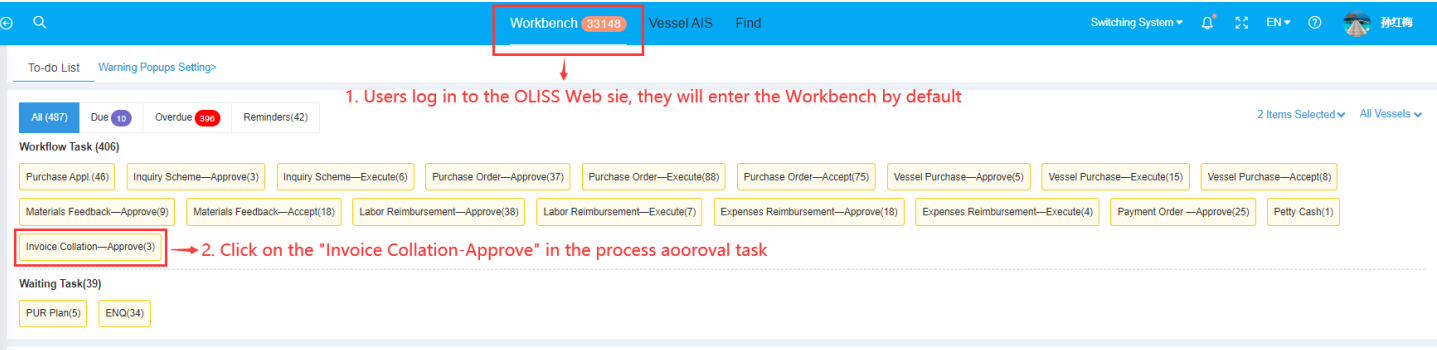 Workbench 33148 Vessel AIS Find Switching System EN 孙红梅
To-do List Warning Popups Setting>
1. Users log in to the OLISS Web sie, they will enter the Workbench by default
All (487) Due 10 Overdue 396 Reminders(42) 2 Items Selected All Vessels
Workflow Task (406)
Purchase Appl.(46) Inquiry Scheme—Approve(3) Inquiry Scheme—Execute(6) Purchase Order—Approve(37) Purchase Order—Execute(88) Purchase Order—Accept(75) Vessel Purchase—Approve(5) Vessel Purchase—Execute(15) Vessel Purchase—Accept(8)
Materials Feedback—Approve(9) Materials Feedback—Accept(18) Labor Reimbursement—Approve(38) Labor Reimbursement—Execute(7) Expenses Reimbursement—Approve(18) Expenses Reimbursement—Execute(4) Payment Order —Approve(25) Petty Cash(1)
Invoice Collation—Approve(3) 2. Click on the "Invoice Collation-Approve" in the process aooroval task
Waiting Task(39)
PUR Plan(5) ENQ(34)